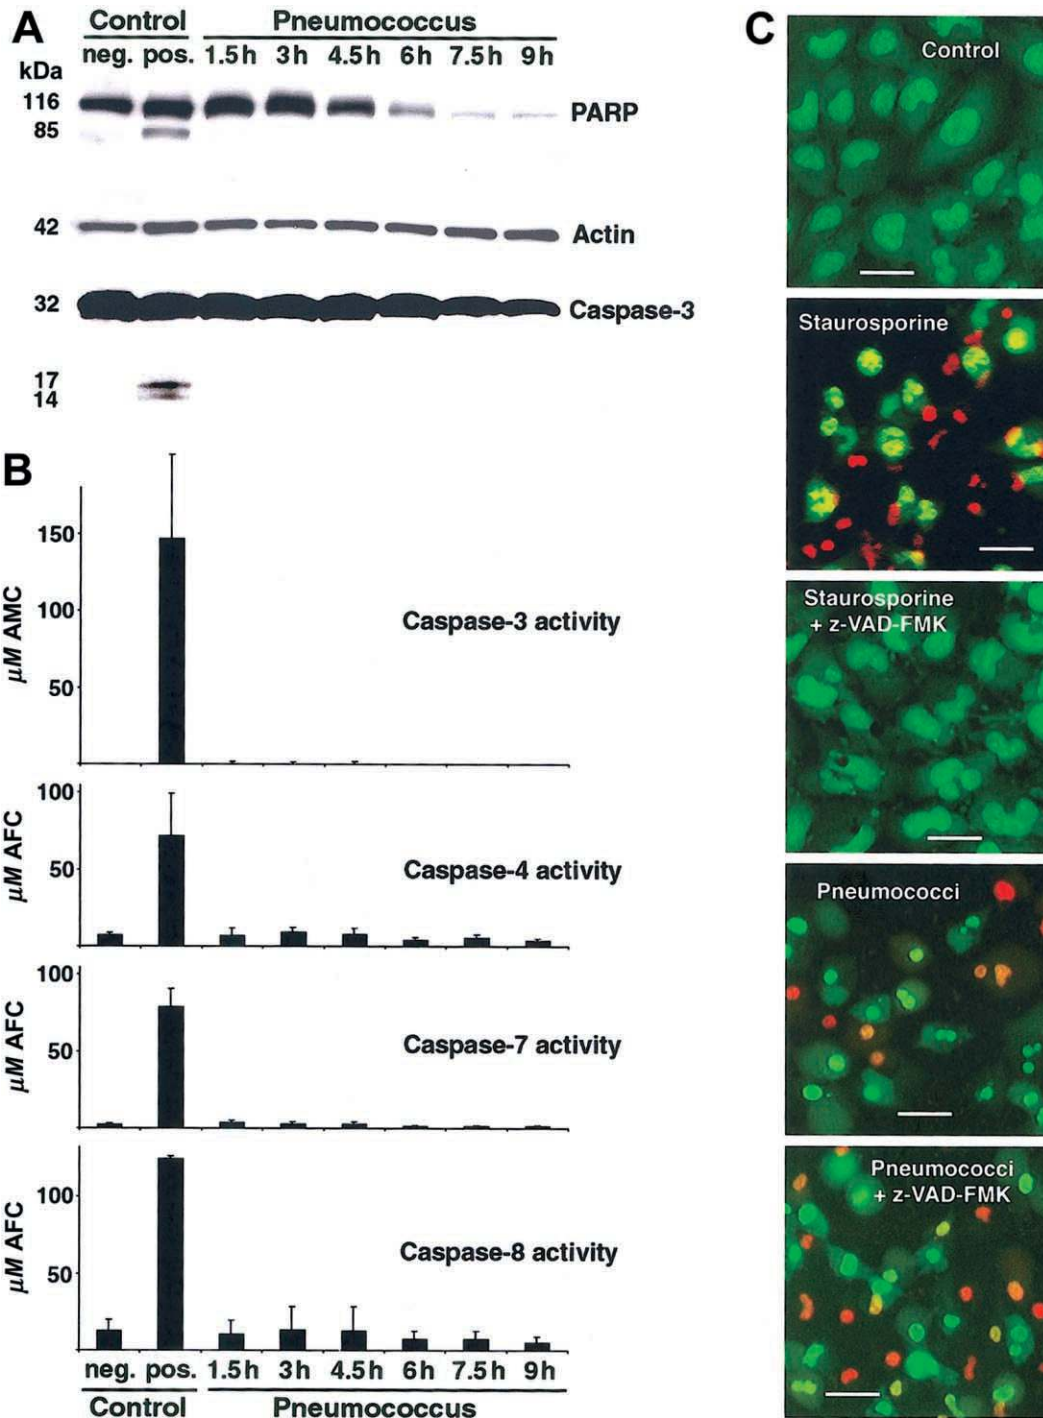 A
Control Pneumococcus
neg. pos. 1.5h 3h 4.5h 6h 7.5h 9h
kDa
116
PARP
85
42
Actin
32
Caspase-3
17
14
B
150
100
50
µM AMC
Caspase-3 activity
100
50
µM AFC
Caspase-4 activity
100
50
µM AFC
Caspase-7 activity
100
50
µM AFC
Caspase-8 activity
neg. pos. 1.5h 3h 4.5h 6h 7.5h 9h
Control Pneumococcus
C
Control
Staurosporine
Staurosporine
+ z-VAD-FMK
Pneumococci
Pneumococci
+ z-VAD-FMK